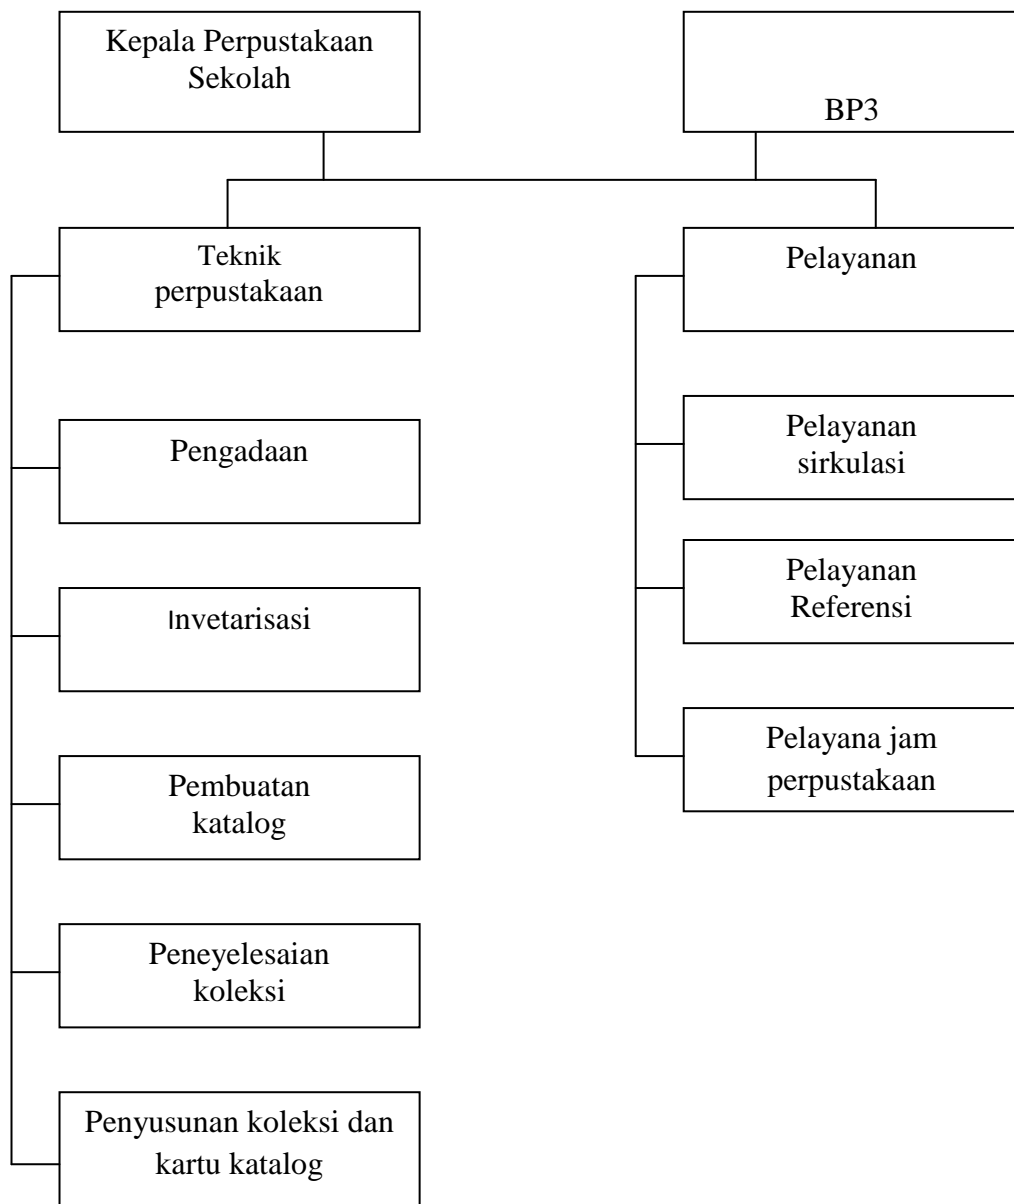 Kepala Perpustakaan
Sekolah
BP3
Teknik
perpustakaan
Pelayanan
Pengadaan
Pelayanan
sirkulasi
Invetarisasi
Pelayanan
Referensi
Pembuatan
katalog
Pelayana jam
perpustakaan
Peneyelesaian
koleksi
Penyusunan koleksi dan
kartu katalog